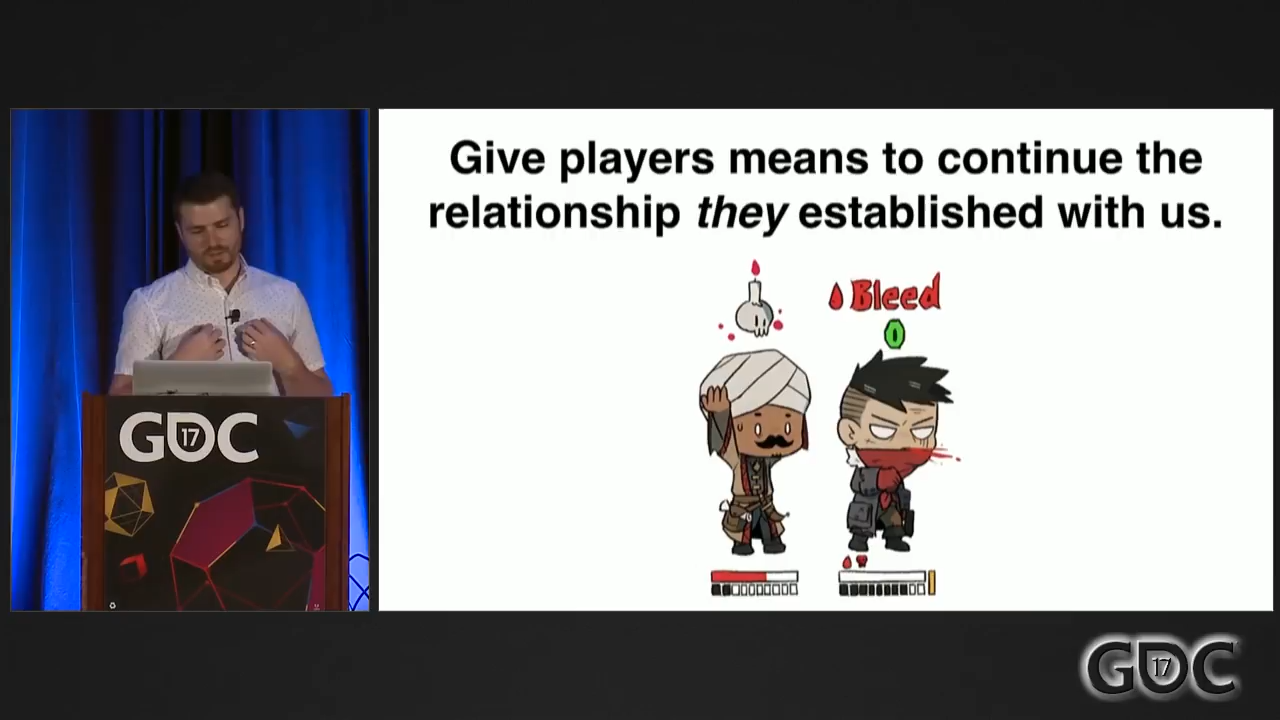 GDC
17
Give players means to continue the
relationship they established with us.
Bleed
0
GDC
17